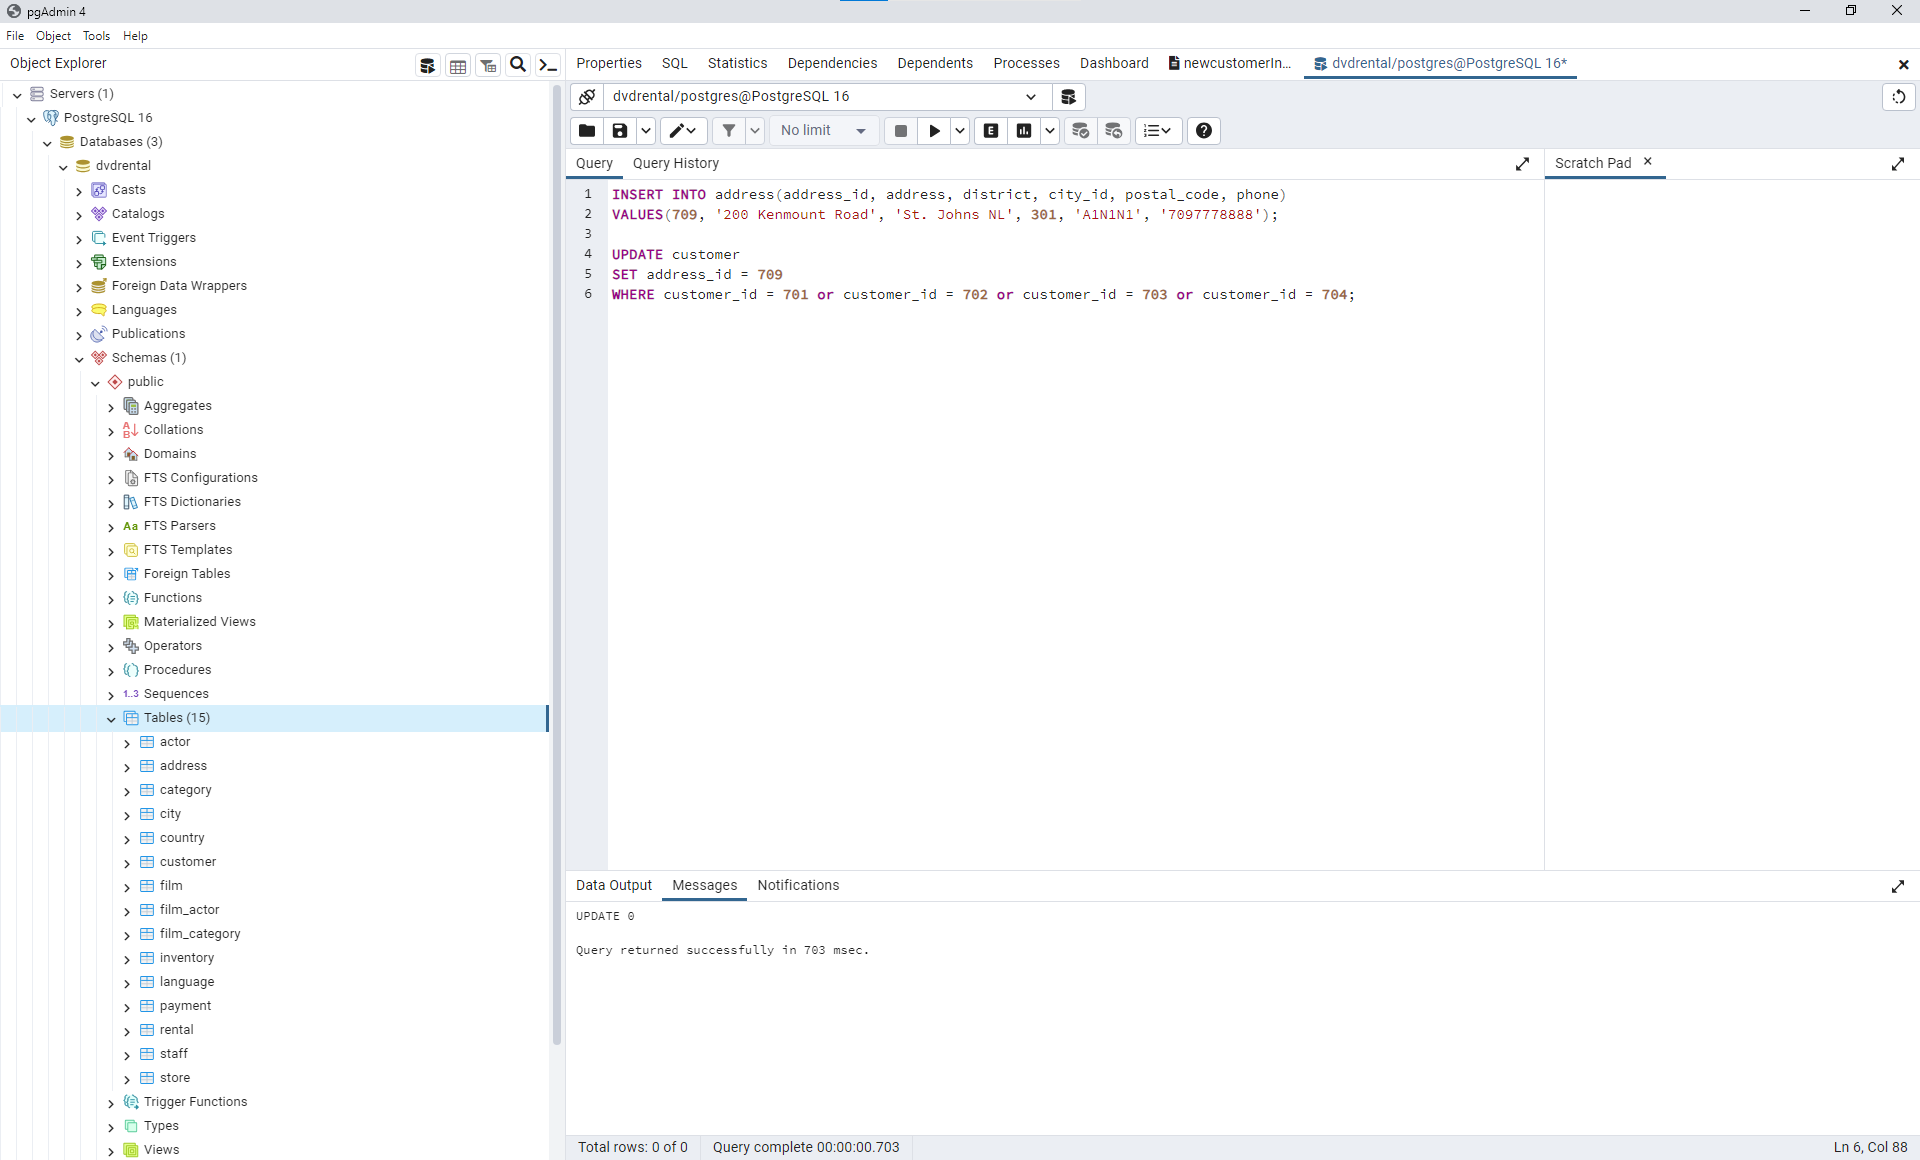 pgAdmin 4
File Object Tools Help
Object Explorer
Properties SQL Statistics Dependencies Dependents Processes Dashboard newcustomerIn... dvdrental/postgres@PostgreSQL 16*
Servers (1)
PostgreSQL 16
Databases (3)
dvdrental
Casts
Catalogs
Event Triggers
Extensions
Foreign Data Wrappers
Languages
Publications
Schemas (1)
public
Aggregates
Collations
Domains
FTS Configurations
FTS Dictionaries
Aa FTS Parsers
FTS Templates
Foreign Tables
Functions
Materialized Views
Operators
Procedures
1..3 Sequences
Tables (15)
actor
address
category
city
country
customer
film
film_actor
film_category
inventory
language
payment
rental
staff
store
Trigger Functions
Types
Views
dvdrental/postgres@PostgreSQL 16
No limit E
Query Query History
Scratch Pad
1 INSERT INTO address(address_id, address, district, city_id, postal_code, phone)
2 VALUES(709, '200 Kenmount Road', 'St. Johns NL', 301, 'A1N1N1', '7097778888');
3
4 UPDATE customer
5 SET address_id = 709
6 WHERE customer_id = 701 or customer_id = 702 or customer_id = 703 or customer_id = 704;
Data Output Messages Notifications
UPDATE 0
Query returned successfully in 703 msec.
Total rows: 0 of 0 Query complete 00:00:00.703 Ln 6, Col 88